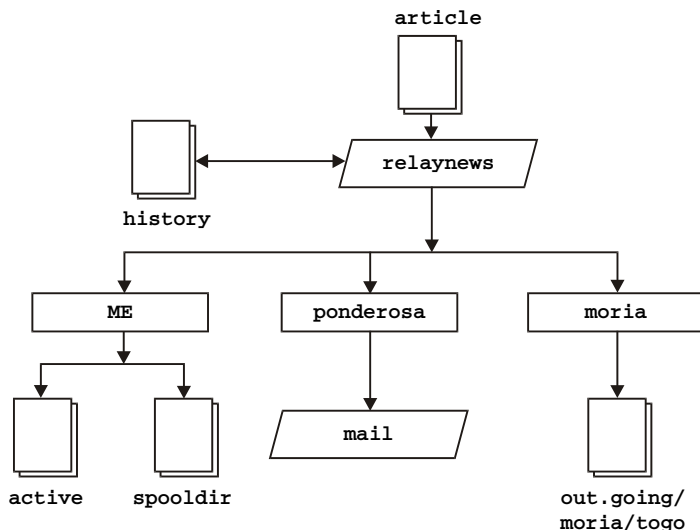 article
relaynews
history
ME
ponderosa
moria
mail
active
spooldir
out.going/
moria/togo